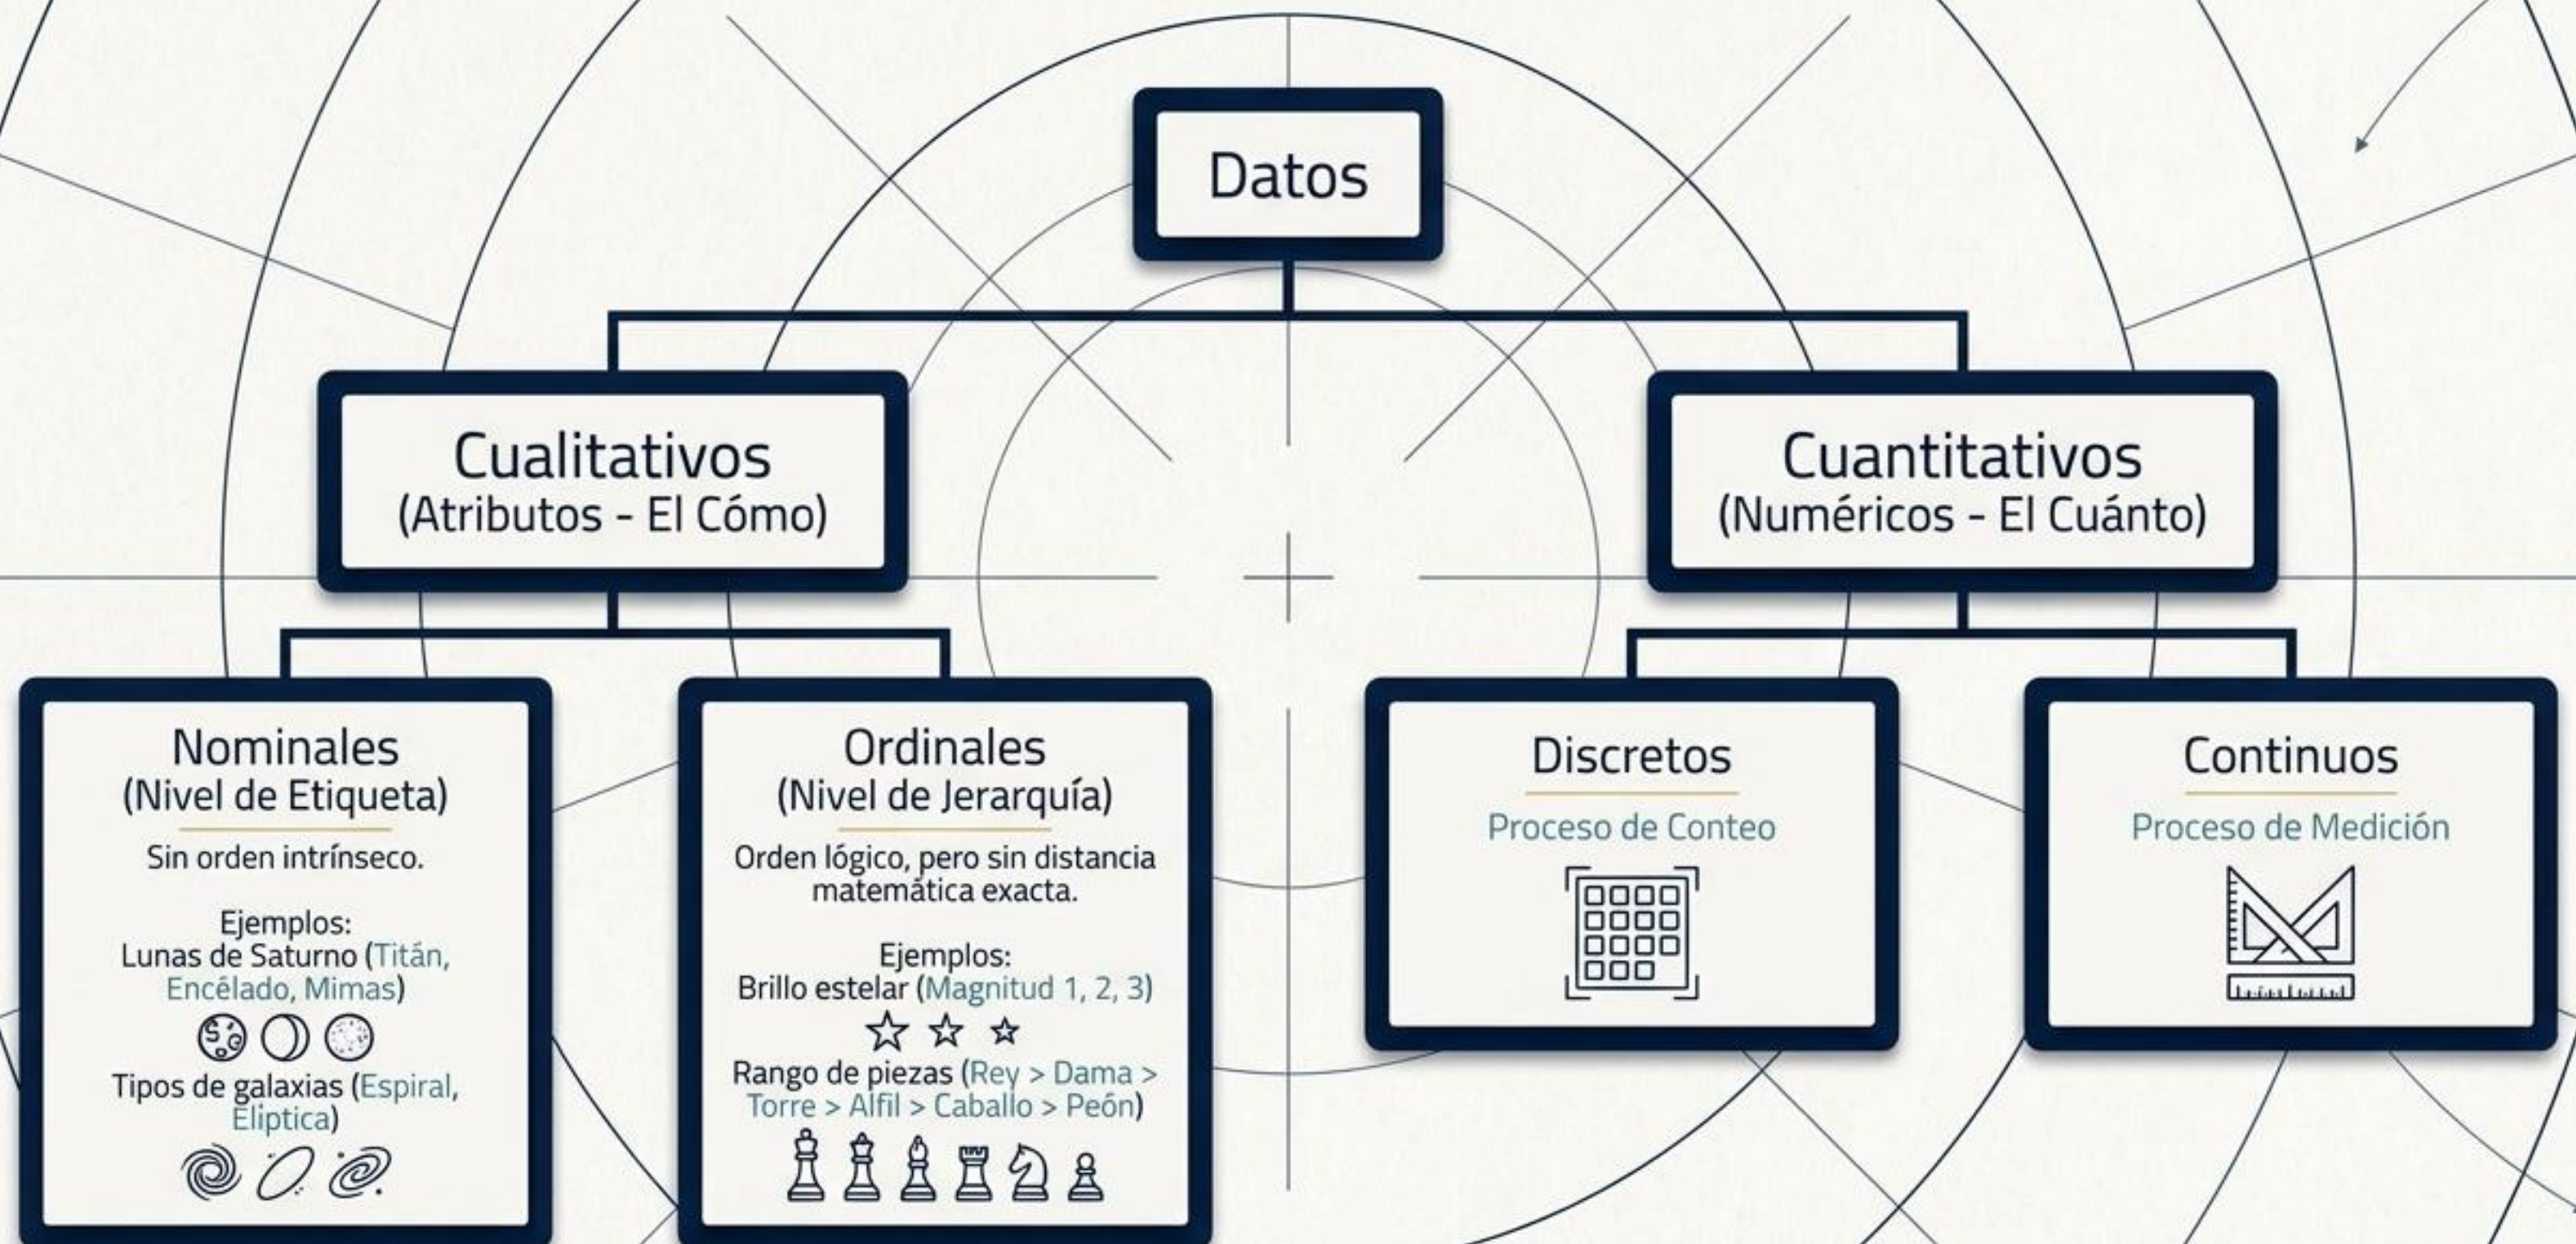 Datos
Cualitativos
(Atributos - El Cómo)
Cuantitativos
(Numéricos - El Cuánto)
Nominales
(Nivel de Etiqueta)
Sin orden intrínseco.
Ejemplos:
Lunas de Saturno (Titán,
Encélado, Mimas)
Tipos de galaxias (Espiral,
Elíptica)
Ordinales
(Nivel de Jerarquía)
Orden lógico, pero sin distancia
matemática exacta.
Ejemplos:
Brillo estelar (Magnitud 1, 2, 3)
Rango de piezas (Rey > Dama >
Torre > Alfil > Caballo > Peón)
Discretos
Proceso de Conteo
Continuos
Proceso de Medición